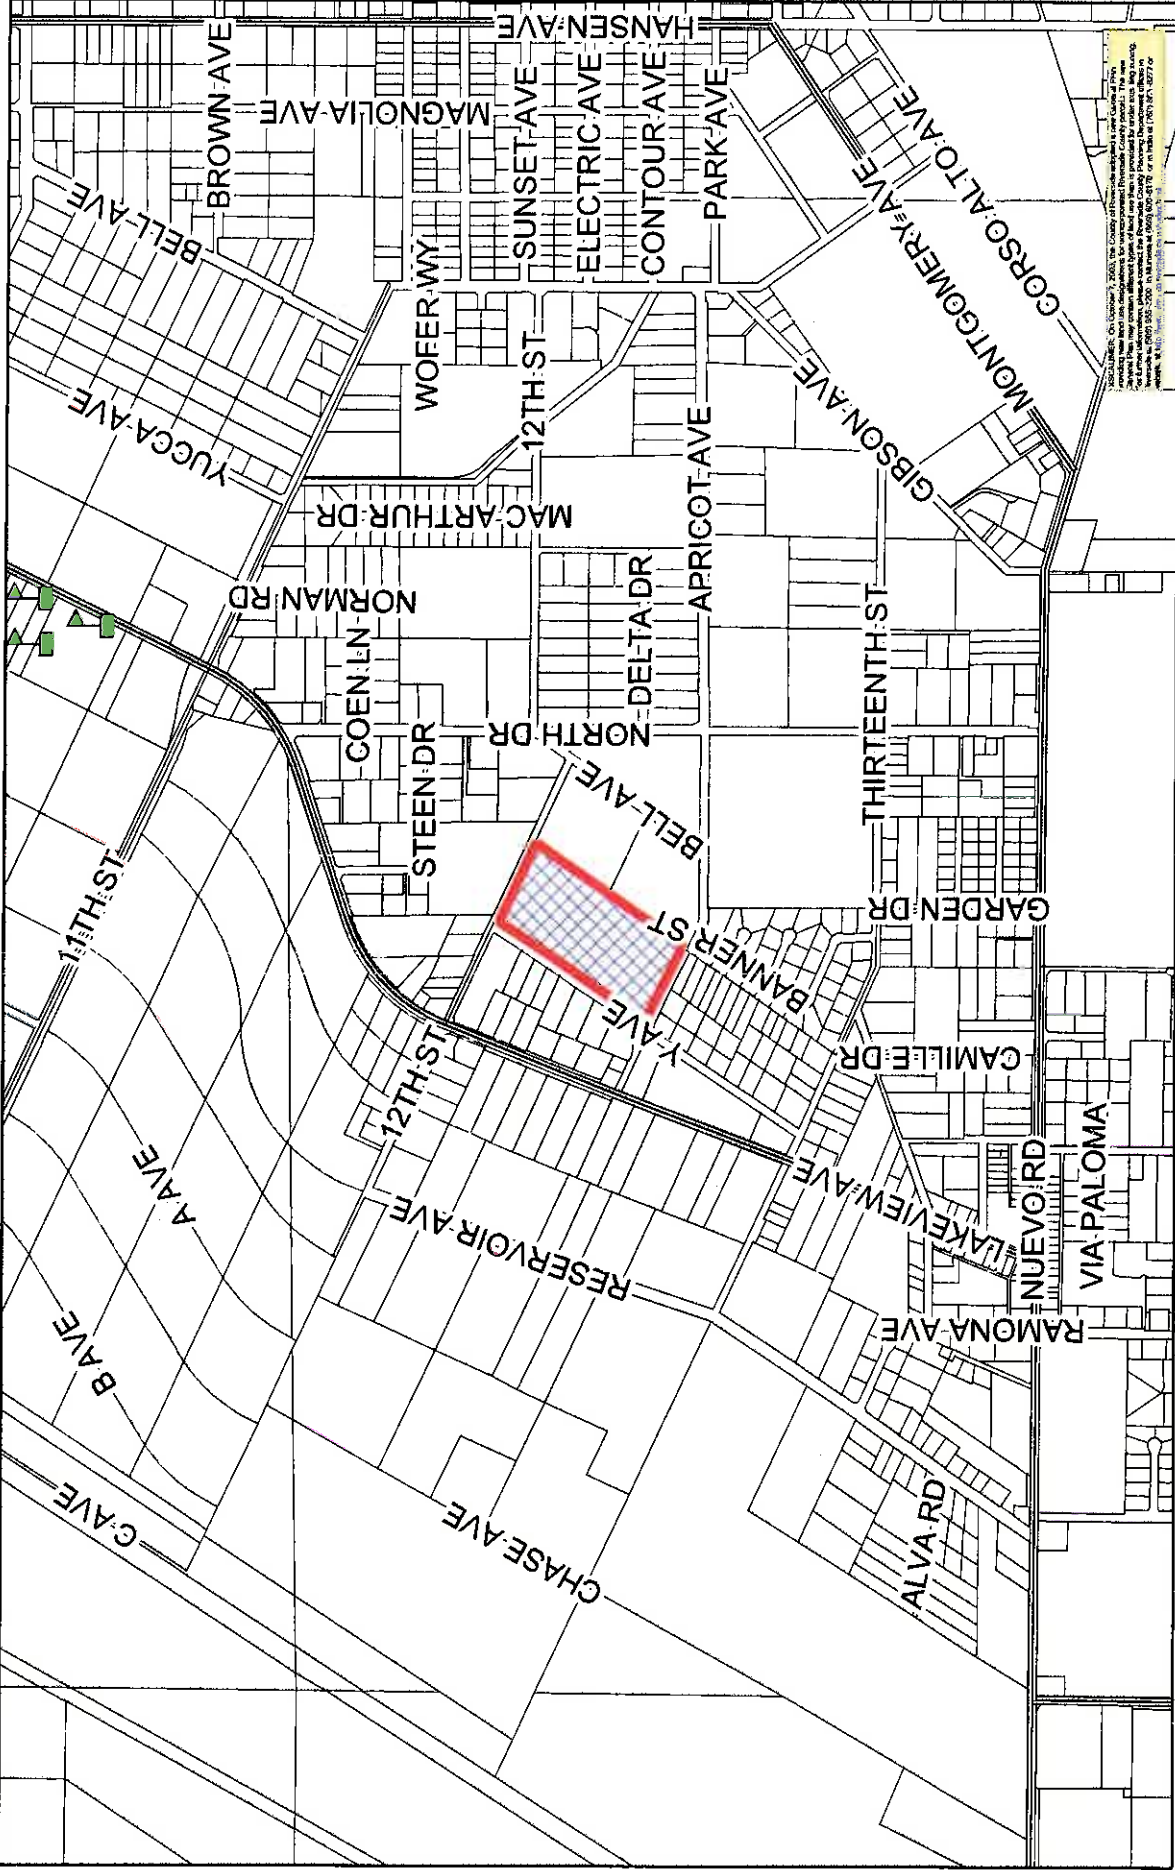 HANSEN AVE
BROWN AVE
MAGNOLIA AVE
SUNSET AVE
ELECTRIC AVE
CONTOUR AVE
PARK AVE
CORSO ALTO AVE
MONTGOMERY AVE
BELL AVE
YUCCA AVE
WOFER WY
12TH ST
APRICOT AVE
GIBSON AVE
MAC ARTHUR DR
NORMAN RD
COEN LN
STEEN DR
NORTH DR
DELTA DR
THIRTEENTH ST
BELL AVE
11TH ST
BANNER ST
GARDEN DR
Y AVE
CAMILLE DR
12TH ST
A AVE
RESERVOIR AVE
LAKEVIEW AVE
NUEVO RD
VIA PALOMA
RAMONA AVE
B AVE
C AVE
CHASE AVE
ALVA RD